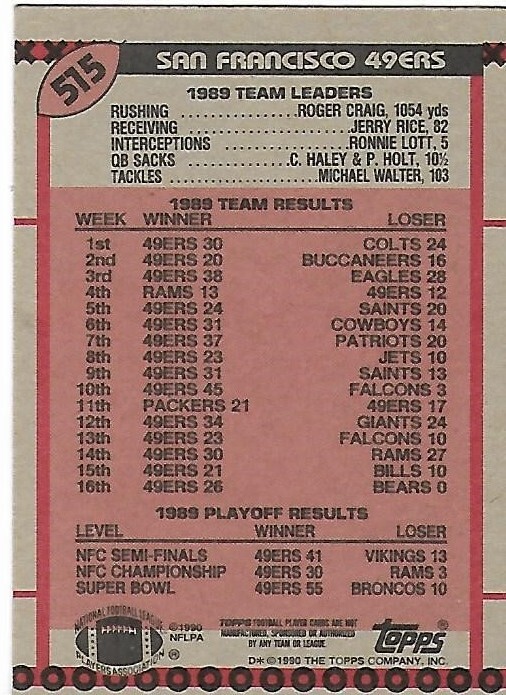 575
SAN FRANCISCO 49ERS
1989 TEAM LEADERS
RUSHING ................ROGER CRAIG, 1054 yds
RECEIVING ......................JERRY RICE, 82
INTERCEPTIONS ................RONNIE LOTT, 5
QB SACKS ..............C. HALEY & P. HOLT, 10½
TACKLES ......................MICHAEL WALTER, 103
1989 TEAM RESULTS
WEEK WINNER LOSER
1st 49ERS 30 COLTS 24
2nd 49ERS 20 BUCCANEERS 16
3rd 49ERS 38 EAGLES 28
4th RAMS 13 49ERS 12
5th 49ERS 24 SAINTS 20
6th 49ERS 31 COWBOYS 14
7th 49ERS 37 PATRIOTS 20
8th 49ERS 23 JETS 10
9th 49ERS 31 SAINTS 13
10th 49ERS 45 FALCONS 3
11th PACKERS 21 49ERS 17
12th 49ERS 34 GIANTS 24
13th 49ERS 23 FALCONS 10
14th 49ERS 30 RAMS 27
15th 49ERS 21 BILLS 10
16th 49ERS 26 BEARS 0
1989 PLAYOFF RESULTS
LEVEL WINNER LOSER
NFC SEMI-FINALS 49ERS 41 VIKINGS 13
NFC CHAMPIONSHIP 49ERS 30 RAMS 3
SUPER BOWL 49ERS 55 BRONCOS 10
NATIONAL FOOTBALL LEAGUE
PLAYERS ASSOCIATION ®
©1990
NFLPA
TOPPS FOOTBALL PLAYER CARDS ARE NOT
MANUFACTURED, SPONSORED OR AUTHORIZED
BY ANY TEAM OR LEAGUE.
TOPPS®
D* © 1990 THE TOPPS COMPANY, INC.